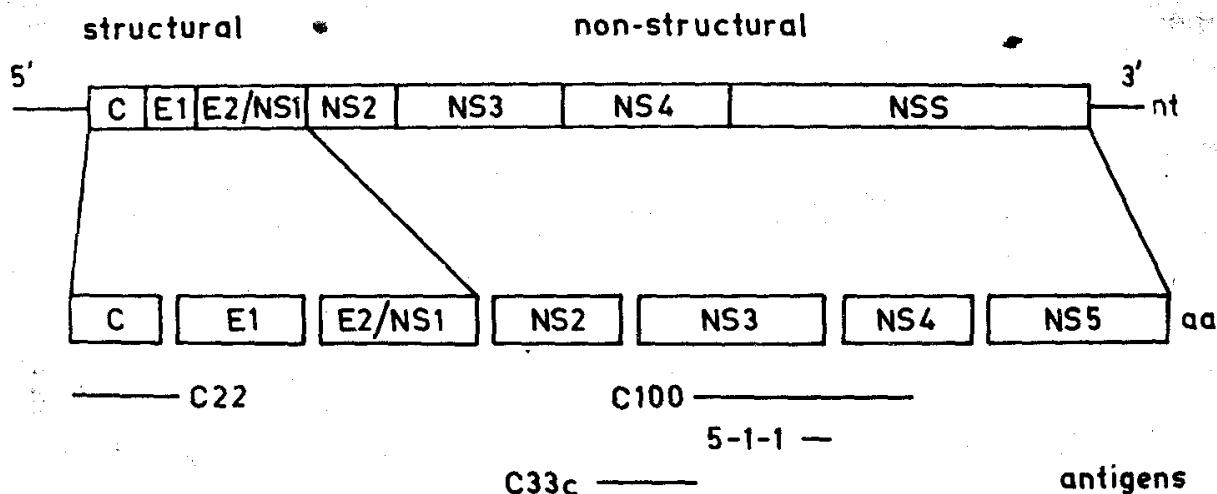 structural non-structural
5' 3'
C E1 E2/NS1 NS2 NS3 NS4 NSS nt
C E1 E2/NS1 NS2 NS3 NS4 NS5 aa
C22 C100
5-1-1
C33c antigens